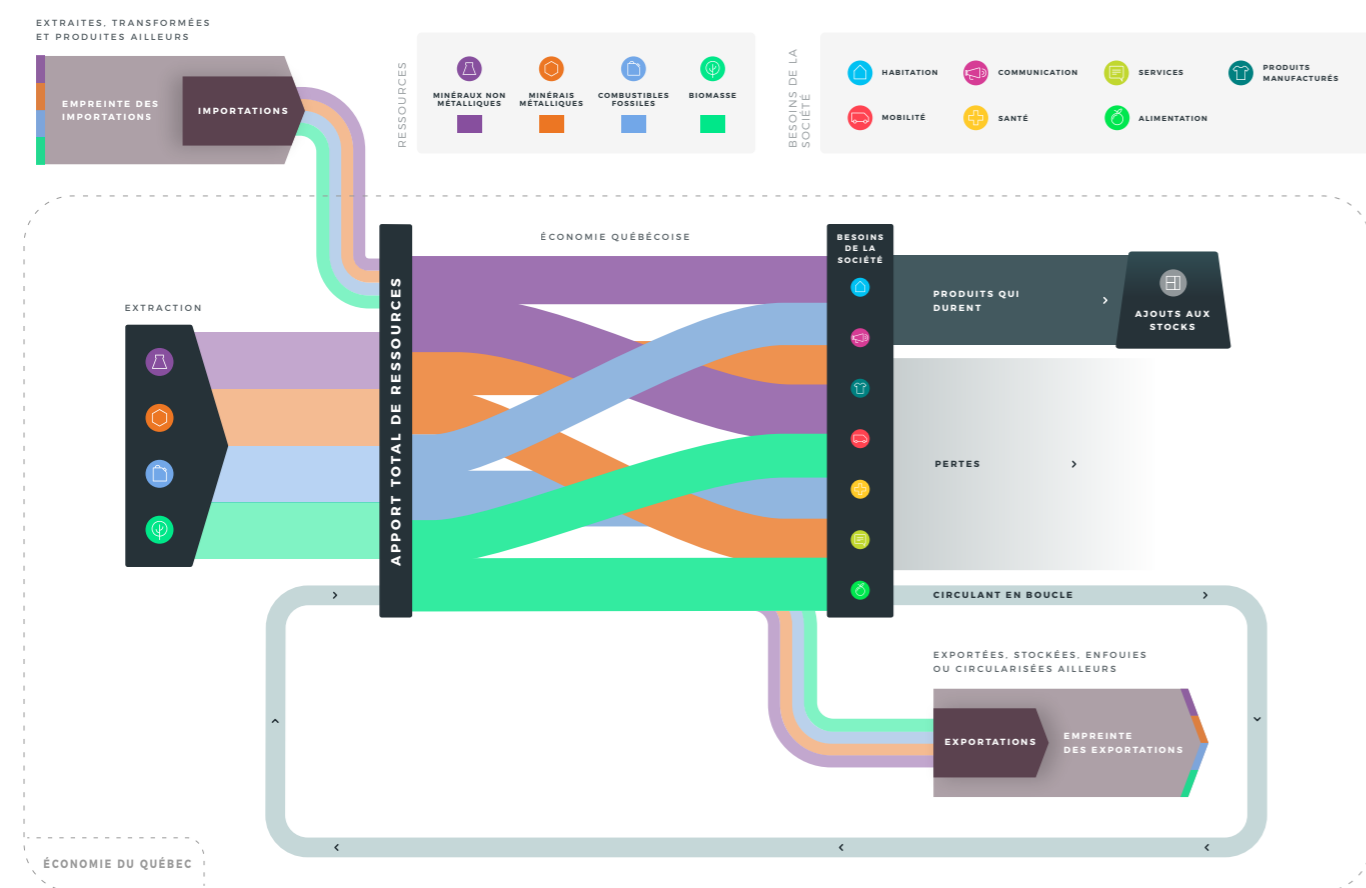 EXTRAITES, TRANSFORMÉES
ET PRODUITES AILLEURS
EMPREINTE DES
IMPORTATIONS
IMPORTATIONS
RESSOURCES
MINÉRAUX NON
MÉTALLIQUES
MINÉRAIS
MÉTALLIQUES
COMBUSTIBLES
FOSSILES
BIOMASSE
BESOINS DE LA
SOCIÉTÉ
HABITATION
COMMUNICATION
SERVICES
PRODUITS
MANUFACTURÉS
MOBILITÉ
SANTÉ
ALIMENTATION
EXTRACTION
APPORT TOTAL DE RESSOURCES
ÉCONOMIE QUÉBÉCOISE
BESOINS
DE LA
SOCIÉTÉ
PRODUITS QUI
DURENT
AJOUTS AUX
STOCKS
PERTES
CIRCULANT EN BOUCLE
EXPORTÉES, STOCKÉES, ENFOUIES
OU CIRCULARISÉES AILLEURS
EXPORTATIONS
EMPREINTE
DES EXPORTATIONS
ÉCONOMIE DU QUÉBEC